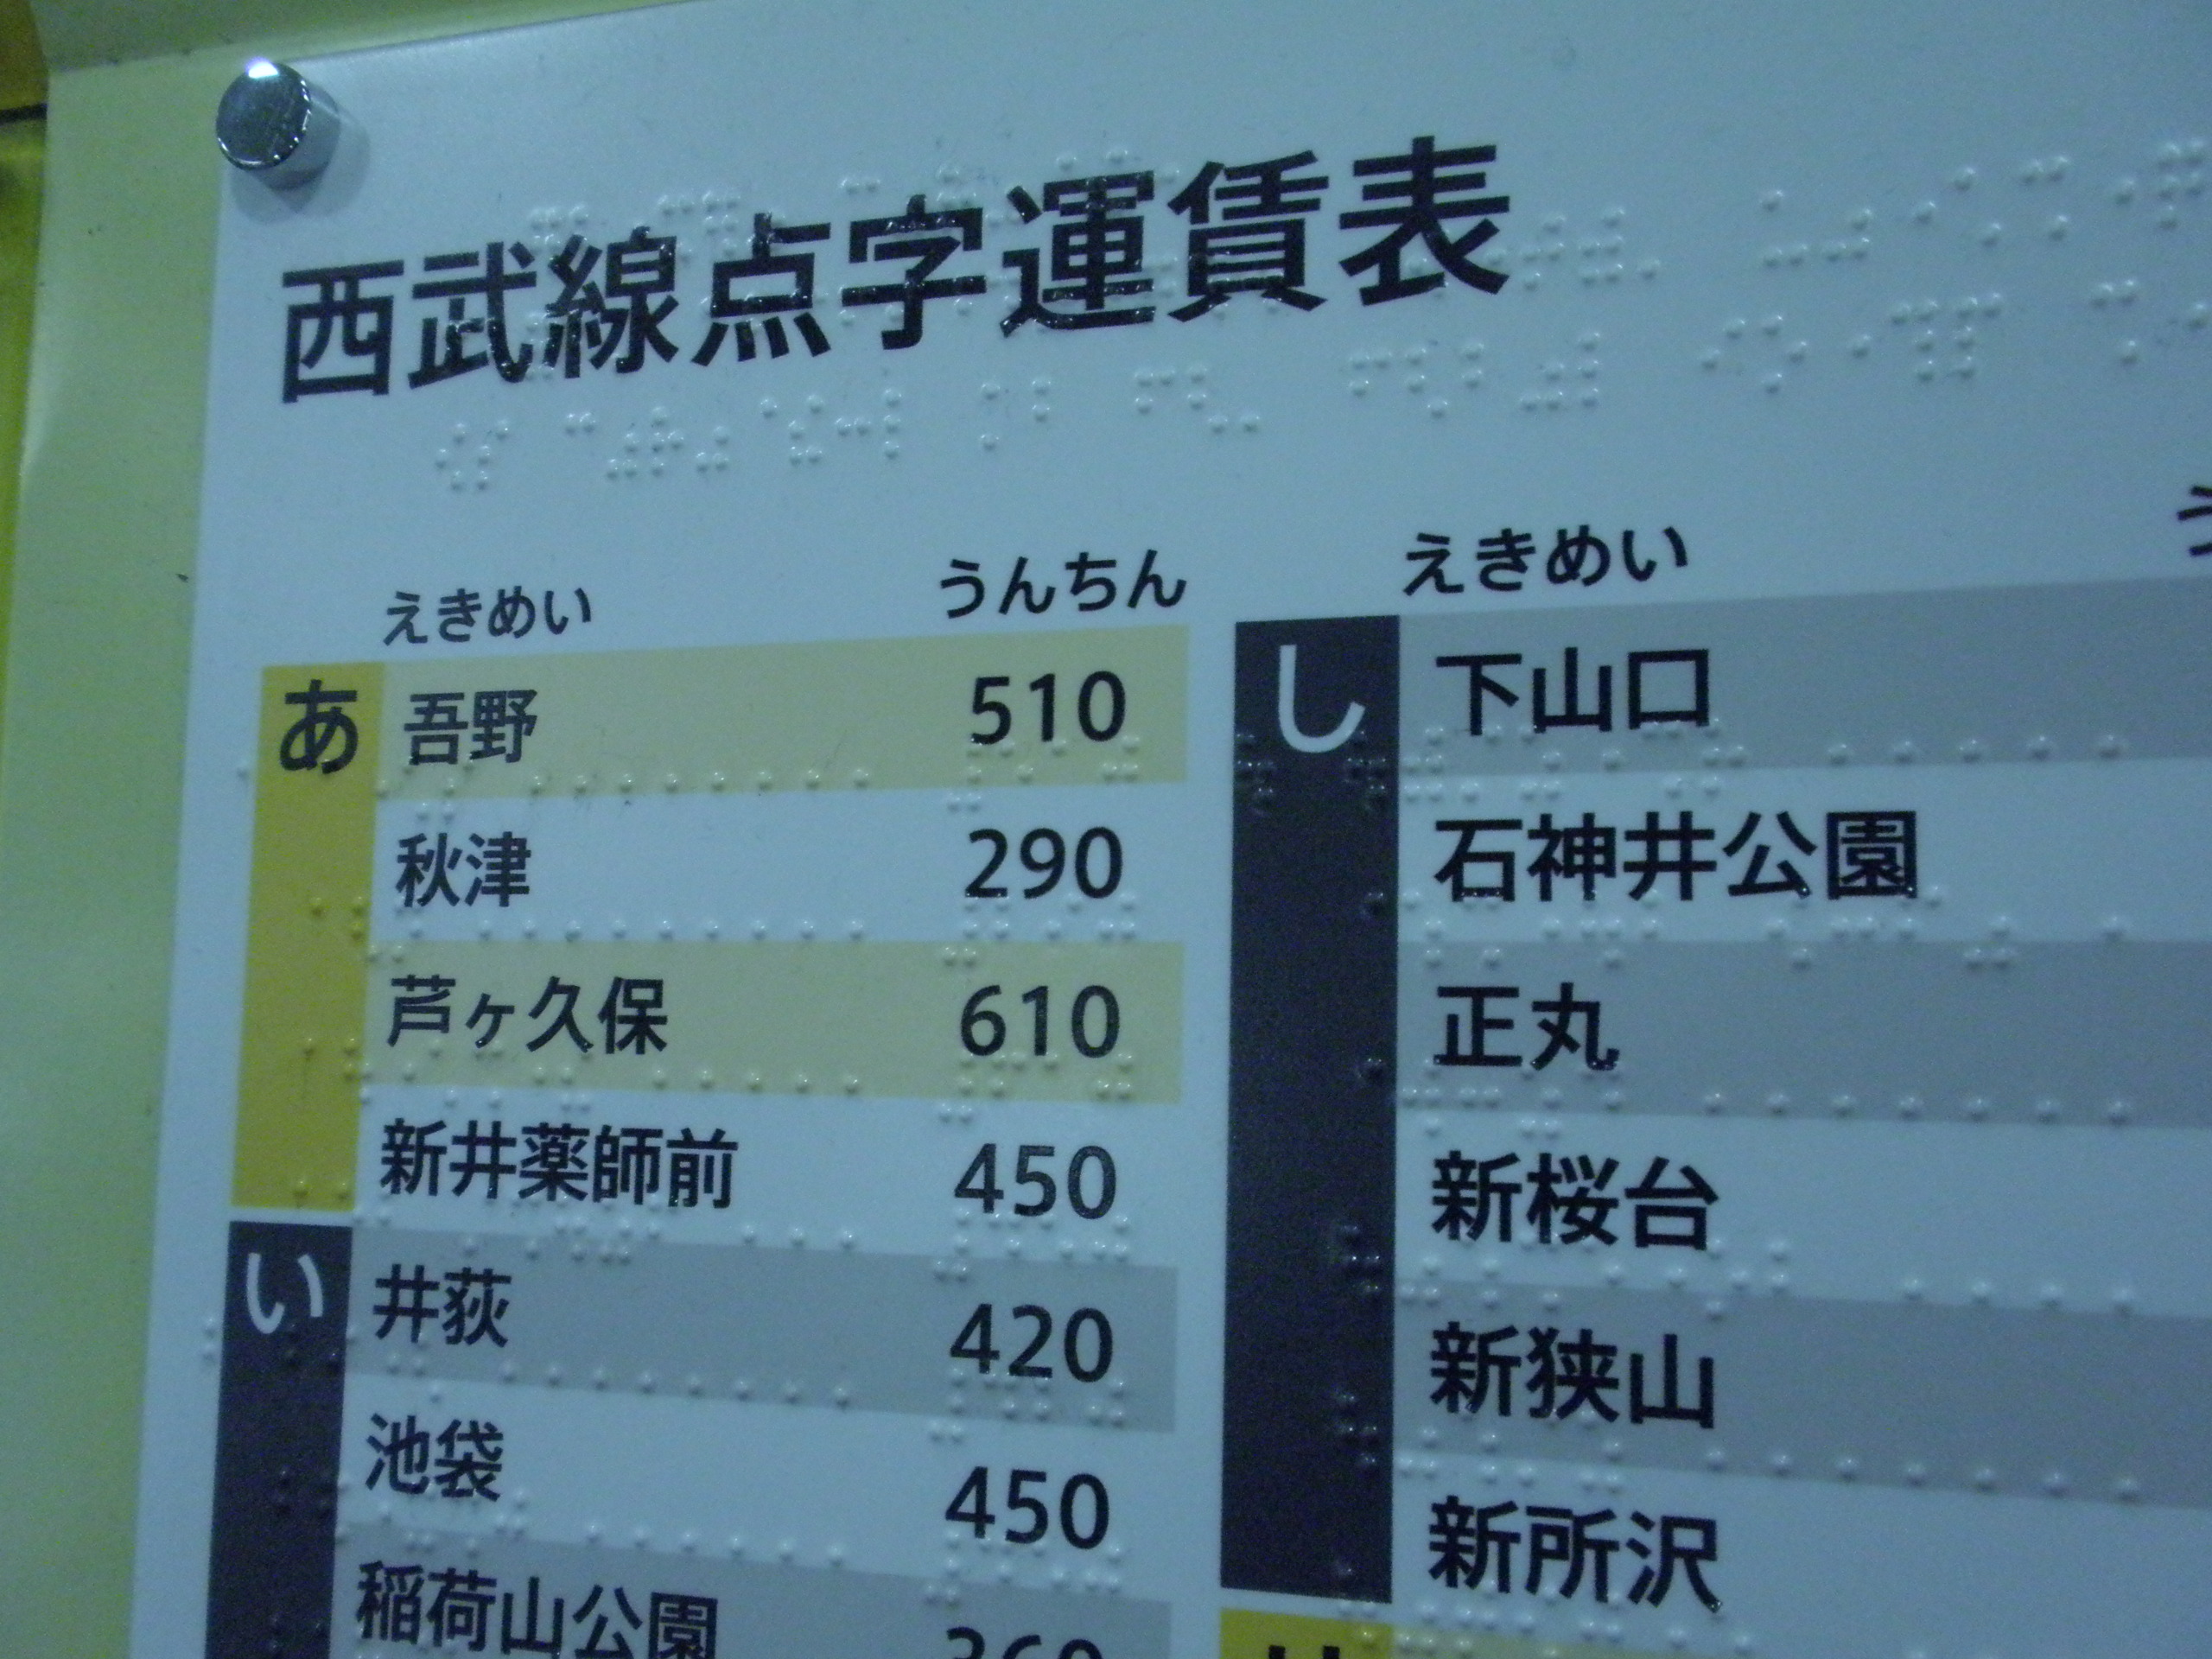 西武線点字運賃表
えきめい うんちん
あ 吾野 510
秋津 290
芦ヶ久保 610
新井薬師前 450
い 井荻 420
池袋 450
稲荷山公園 360
えきめい
し 下山口
石神井公園
正丸
新桜台
新狭山
新所沢